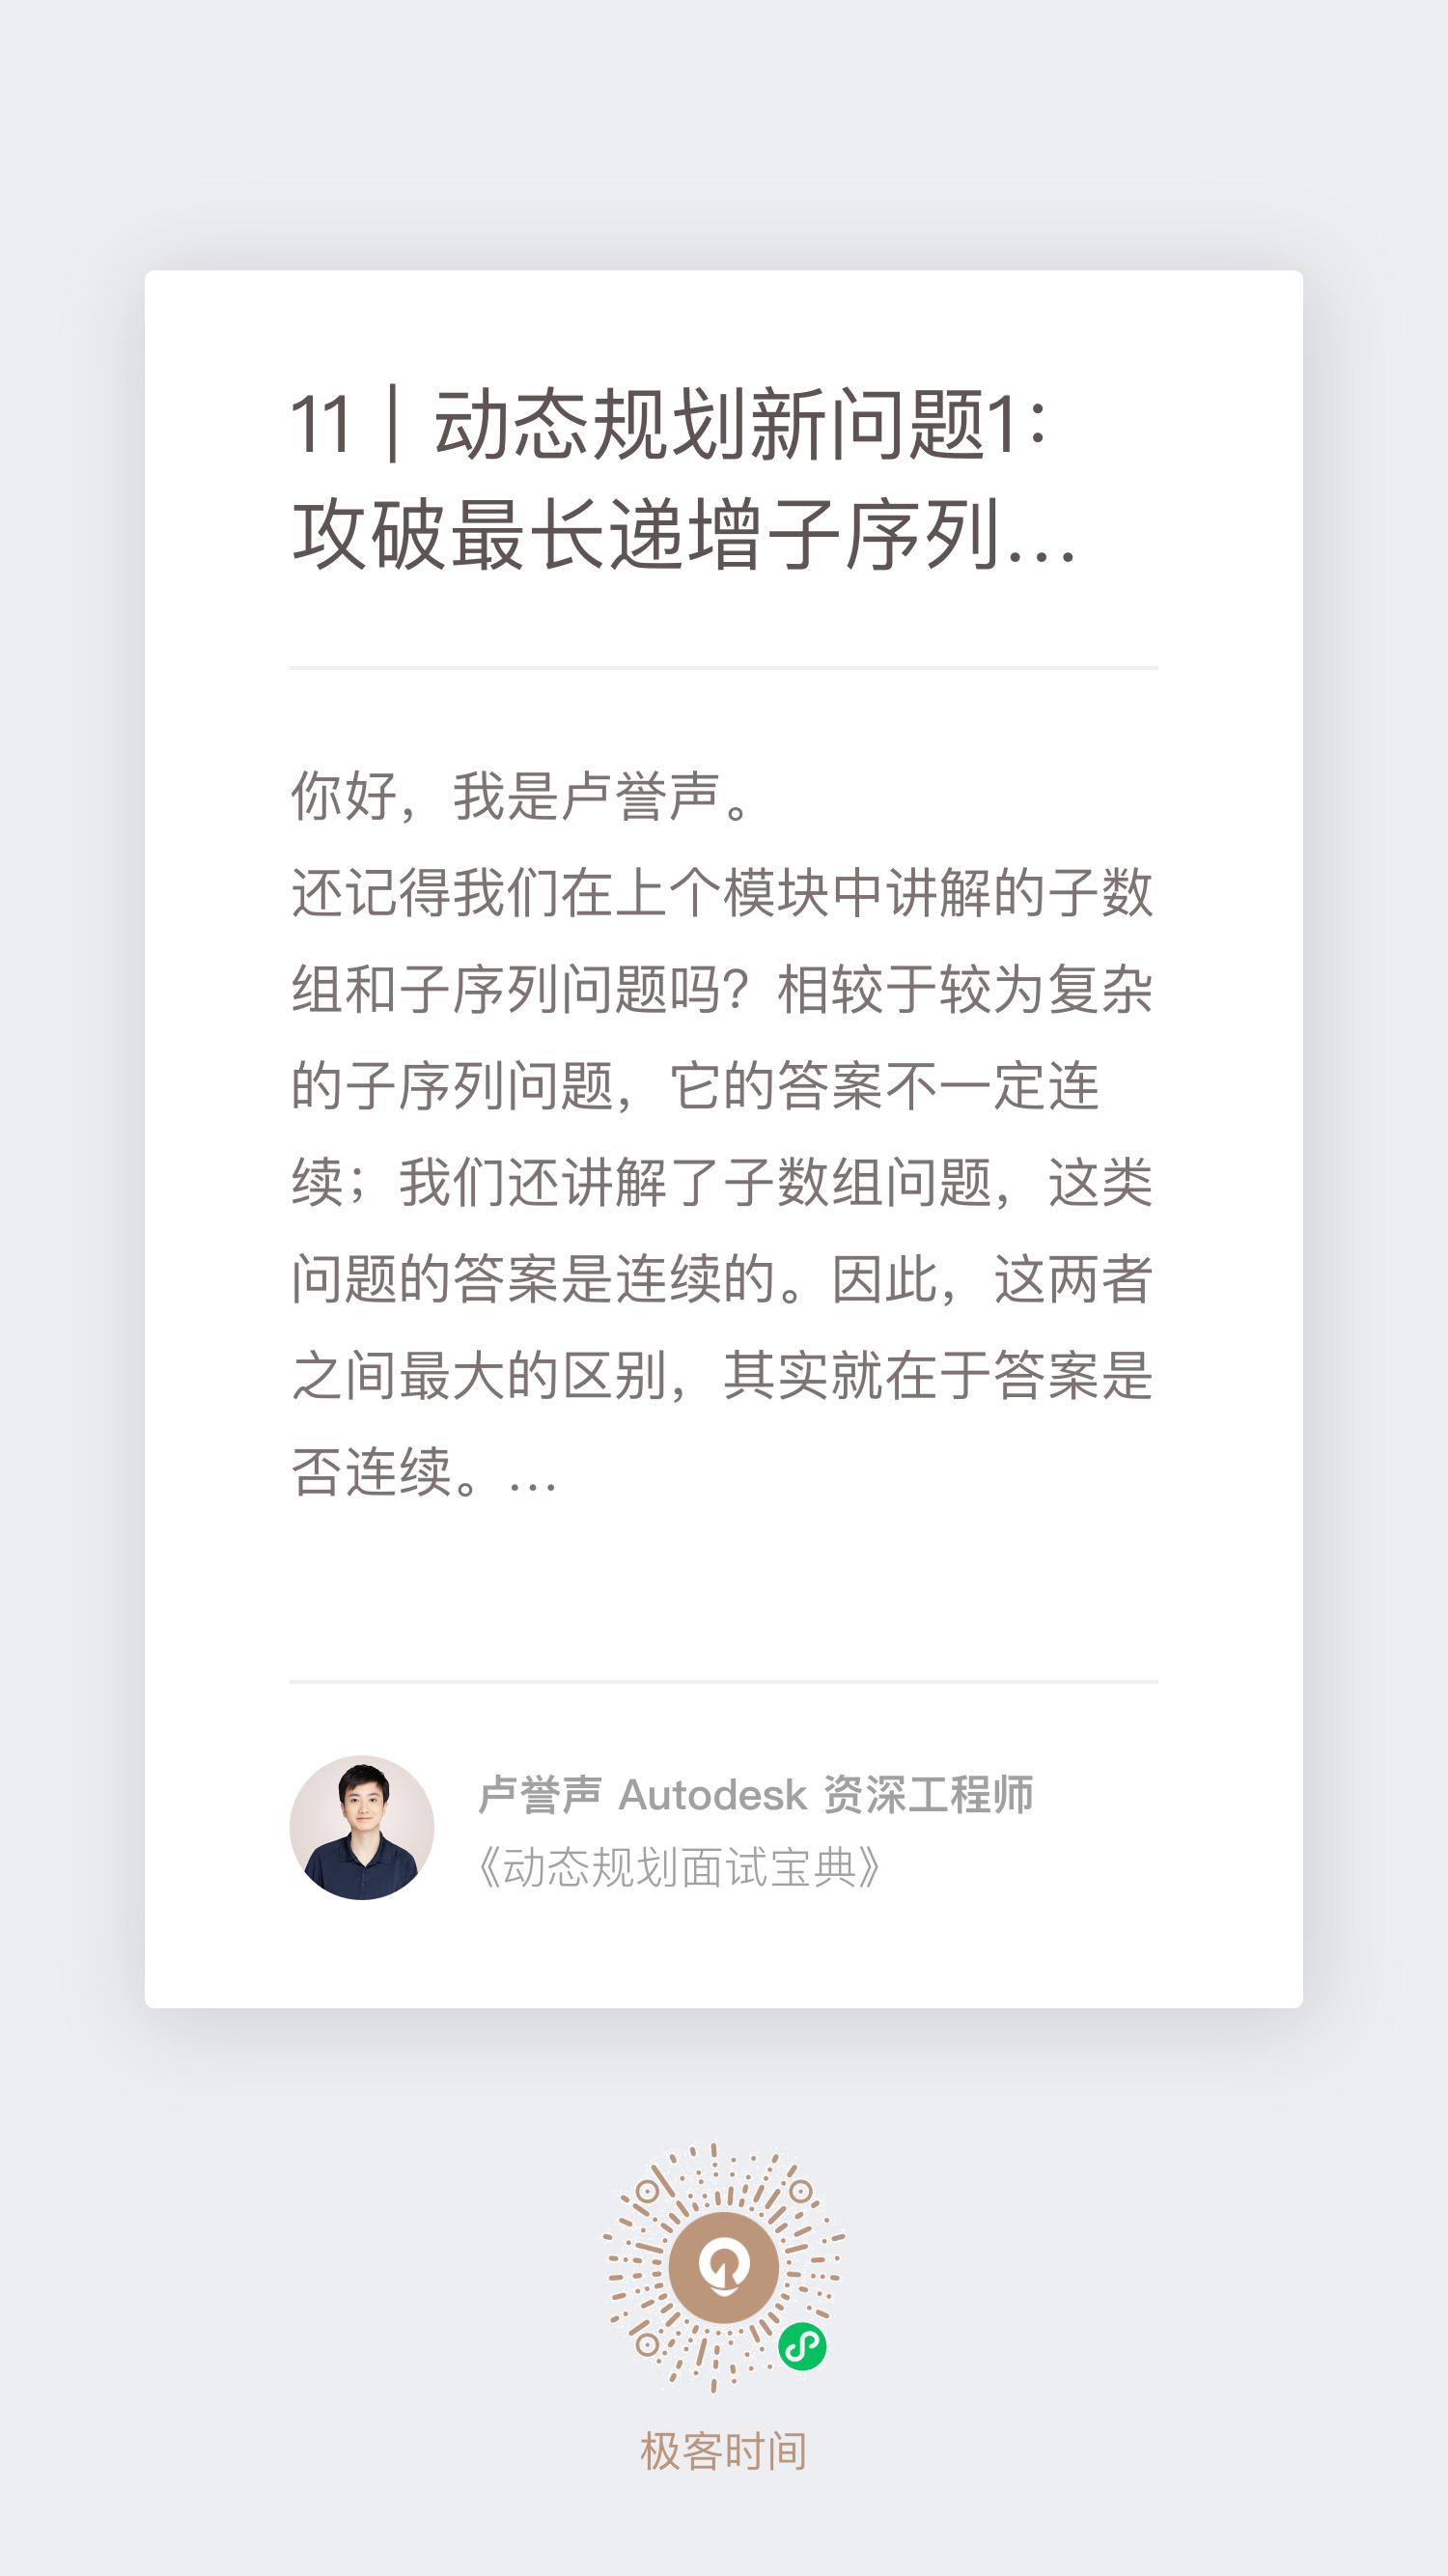 11｜动态规划新问题1：
攻破最长递增子序列...
你好，我是卢誉声。
还记得我们在上个模块中讲解的子数
组和子序列问题吗？相较于较为复杂
的子序列问题，它的答案不一定连
续；我们还讲解了子数组问题，这类
问题的答案是连续的。因此，这两者
之间最大的区别，其实就在于答案是
否连续。...
卢誉声 Autodesk 资深工程师
《动态规划面试宝典》
极客时间